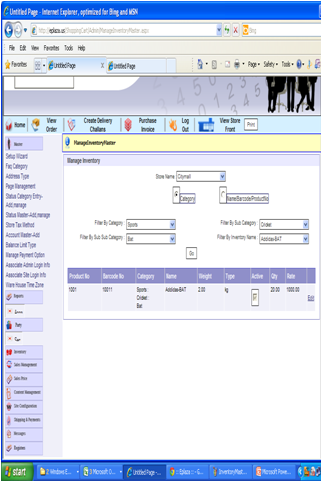 Untitled Page - Internet Explorer, optimized for Bing and MSN
http://eplaza.us/ShoppingCart/Admin/ManageInventoryMaster.aspx
Bing
File Edit View Favorites Tools Help
Favorites Untitled Page Untitled Page Page Safety Tools
Home View Order Create Delivery Challans Purchase Invoice Log Out View Store Front Print
Master
ManageInventoryMaster
Setup Wizard
Faq Category
Address Type
Page Management
Status Category Entry-
Add,manage
Status Master-Add,manage
Store Tax Method
Account Master-Add
Balance Limit Type
Manage Payment Option
Associate Admin Login Info
Associate Site Login Info
Ware House Time Zone
Reports
Party
Inventory
Sales Management
Sales Price
Content Management
Site Configuration
Shipping & Payments
Messages
Manage Inventory
Store Name Citymall
Category Name/Barcode/ProductNo
Filter By Category Sports Filter By Sub Category Cricket
Filter By Sub Sub Category Bat Filter By Inventory Name Addidas-BAT
Go
Product No Barcode No Category Name Weight Type Active Qty Rate
1001 10011 Sports : Addidas-BAT 2.00 kg 20.00 1000.00
Cricket :
Bat
Edit
start 2 Windows E... 3 Microsoft O... Untitled Page -... :: Eplaza :: - G... InventoryMast... Microsoft Powe...